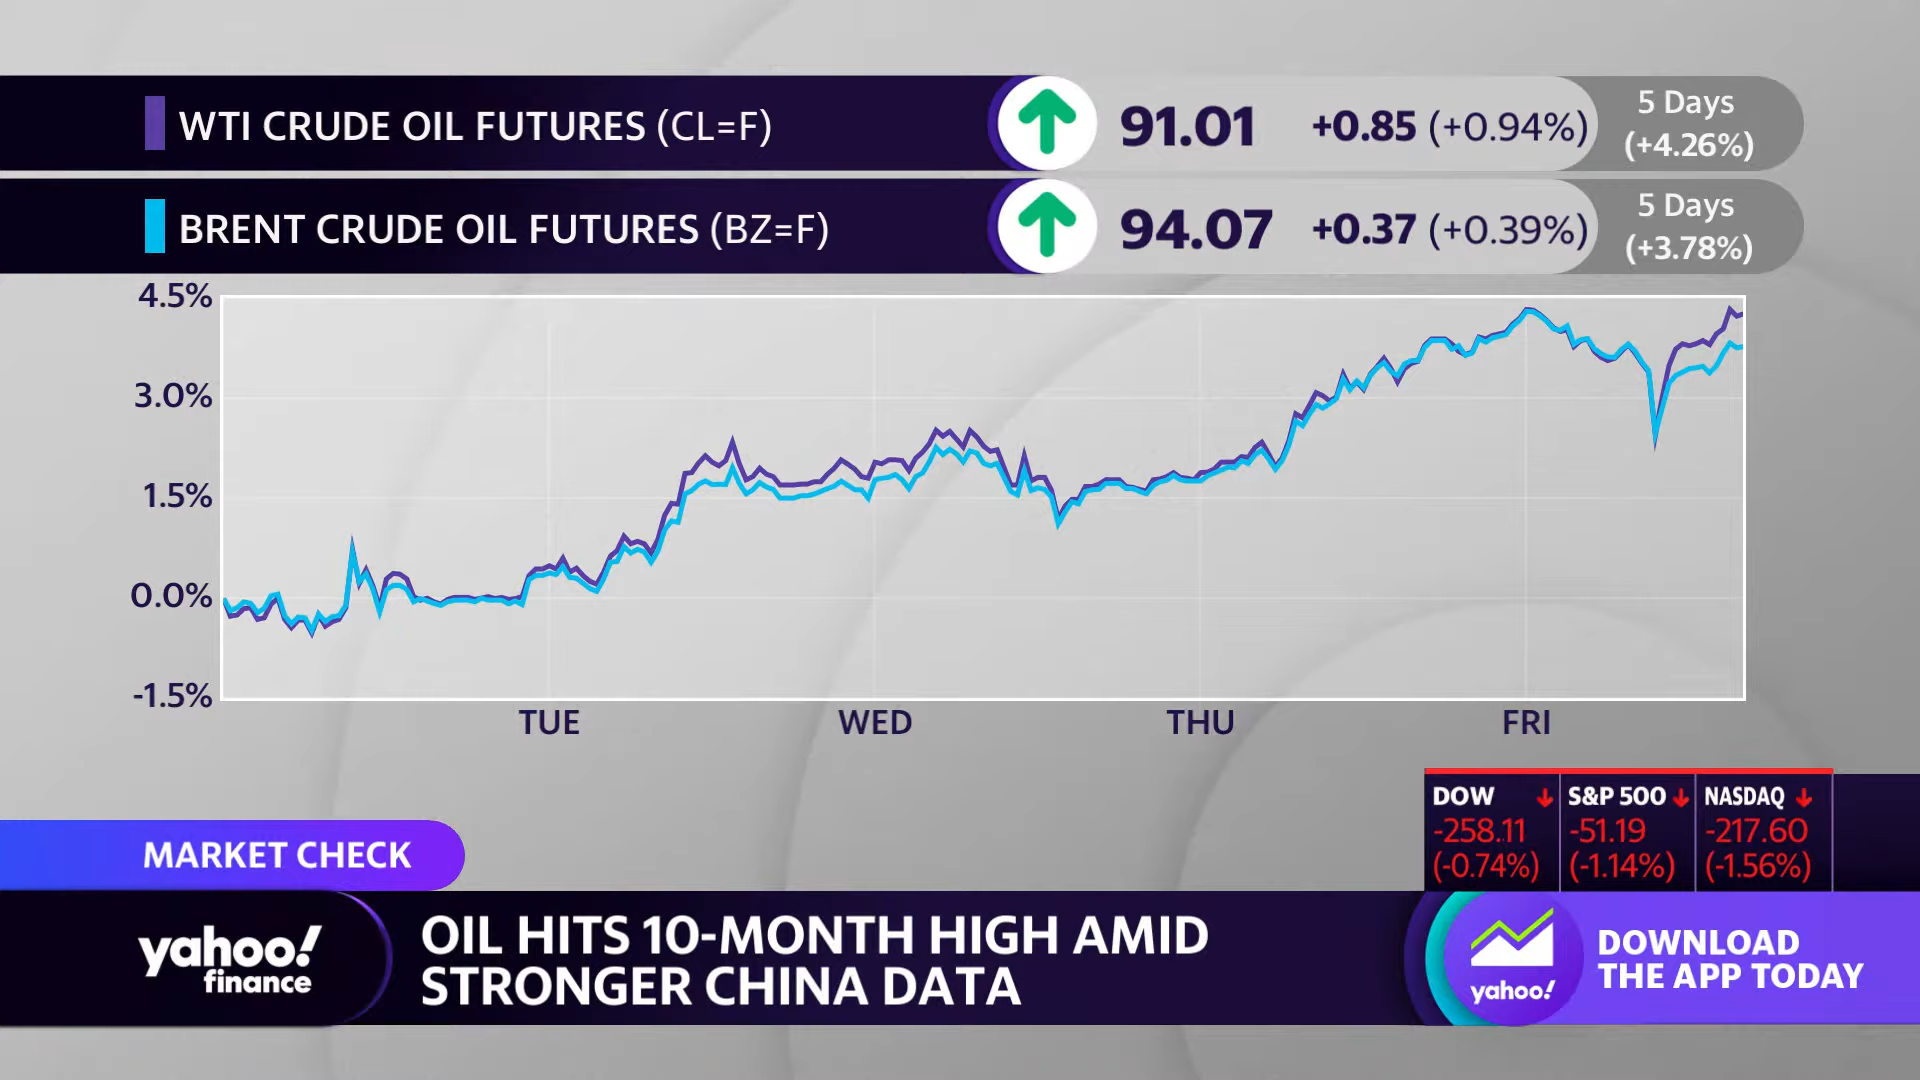 WTI CRUDE OIL FUTURES (CL=F)
91.01
+0.85 (+0.94%)
5 Days
(+4.26%)
BRENT CRUDE OIL FUTURES (BZ=F)
94.07
+0.37 (+0.39%)
5 Days
(+3.78%)
4.5%
3.0%
1.5%
0.0%
-1.5%
TUE
WED
THU
FRI
DOW
-258.11
(-0.74%)
S&P 500
-51.19
(-1.14%)
NASDAQ
-217.60
(-1.56%)
MARKET CHECK
yahoo!
finance
OIL HITS 10-MONTH HIGH AMID
STRONGER CHINA DATA
yahoo!
DOWNLOAD
THE APP TODAY